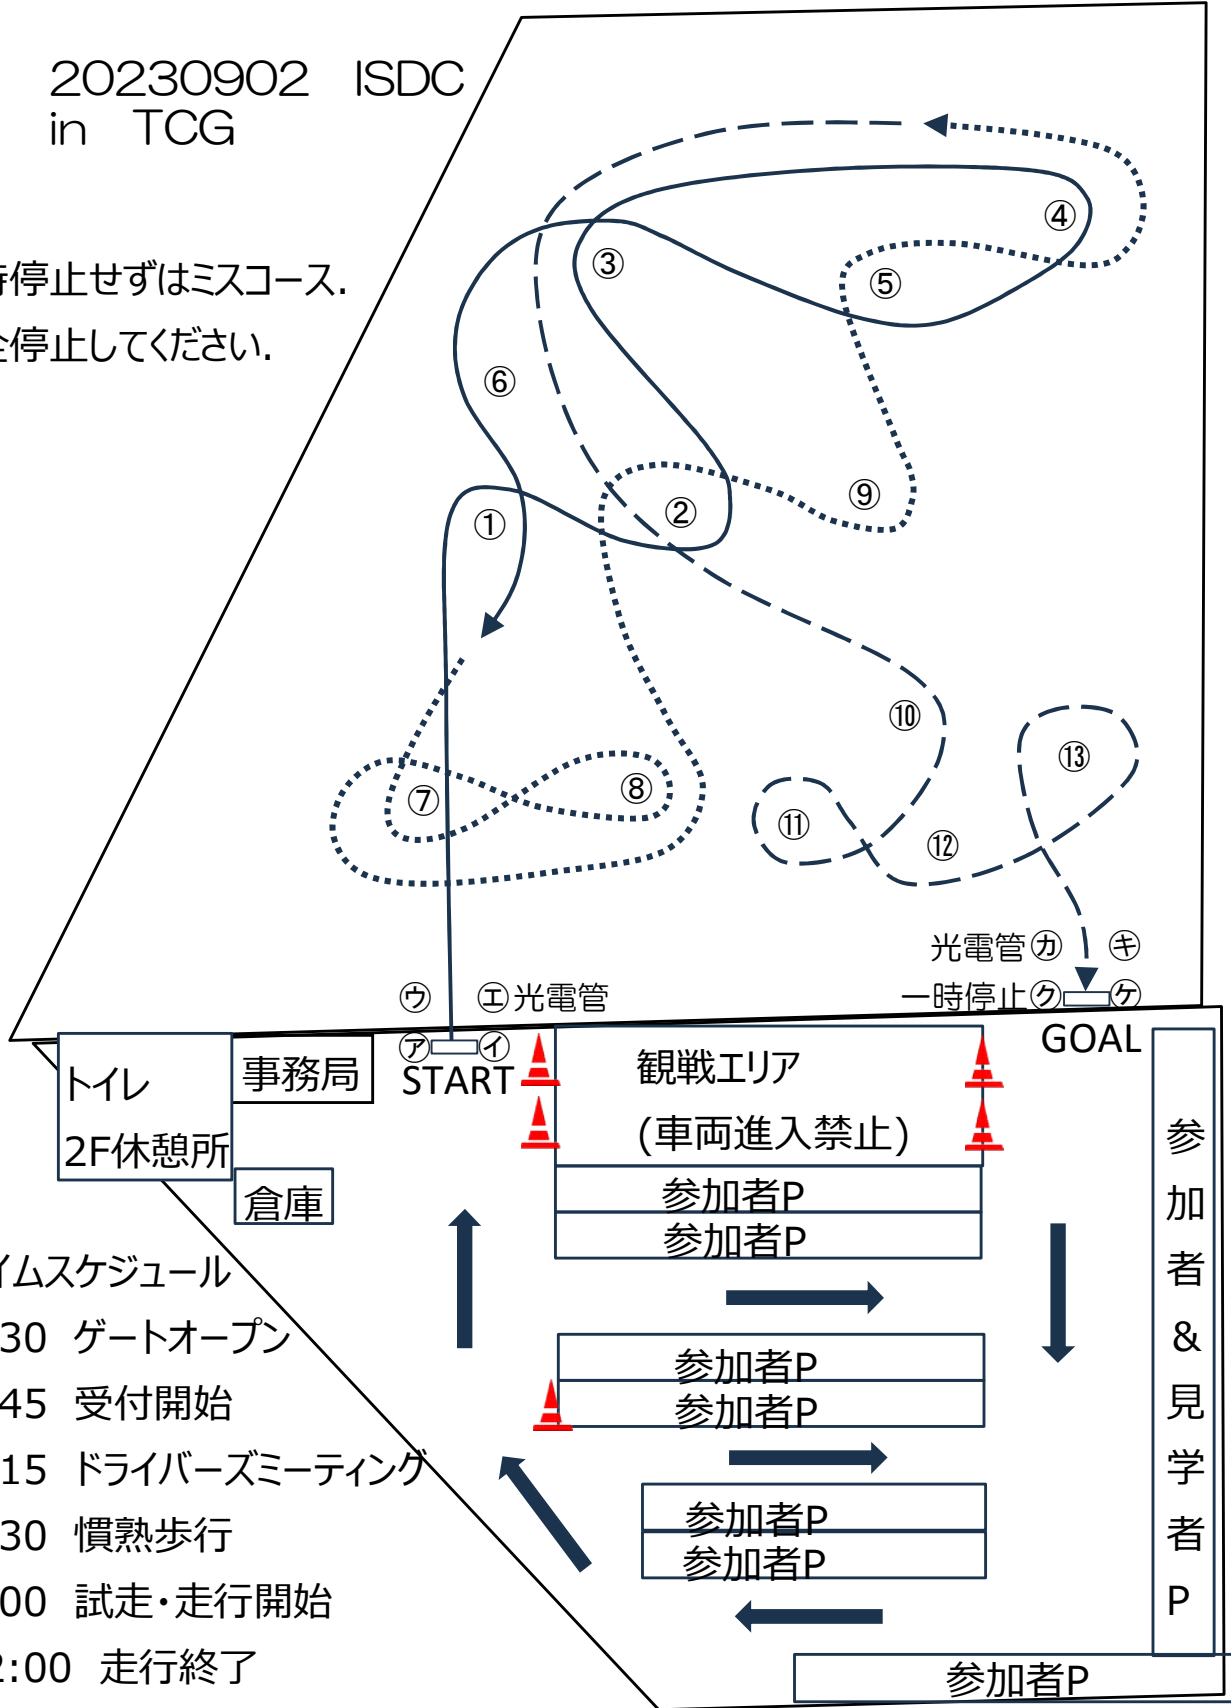 20230902　ISDC
in　TCG
停止せずはミスコース.
停止してください.
④
③
⑤
⑥
⑨
②
①
⑩
⑬
⑦
⑧
⑪
⑫
光電管㋕　㋖
㋒　㋓光電管
一時停止㋗　㋘
㋐　㋑
START
GOAL
トイレ
2F休憩所
事務局
倉庫
観戦エリア
(車両進入禁止)
参加者P
参加者P
参加者P
参加者P
参加者P
参加者P
参加者P
参加者&見学者P
イムスケジュール
30 ゲートオープン
45 受付開始
15 ドライバーズミーティング
30 慣熟歩行
00 試走・走行開始
2:00 走行終了